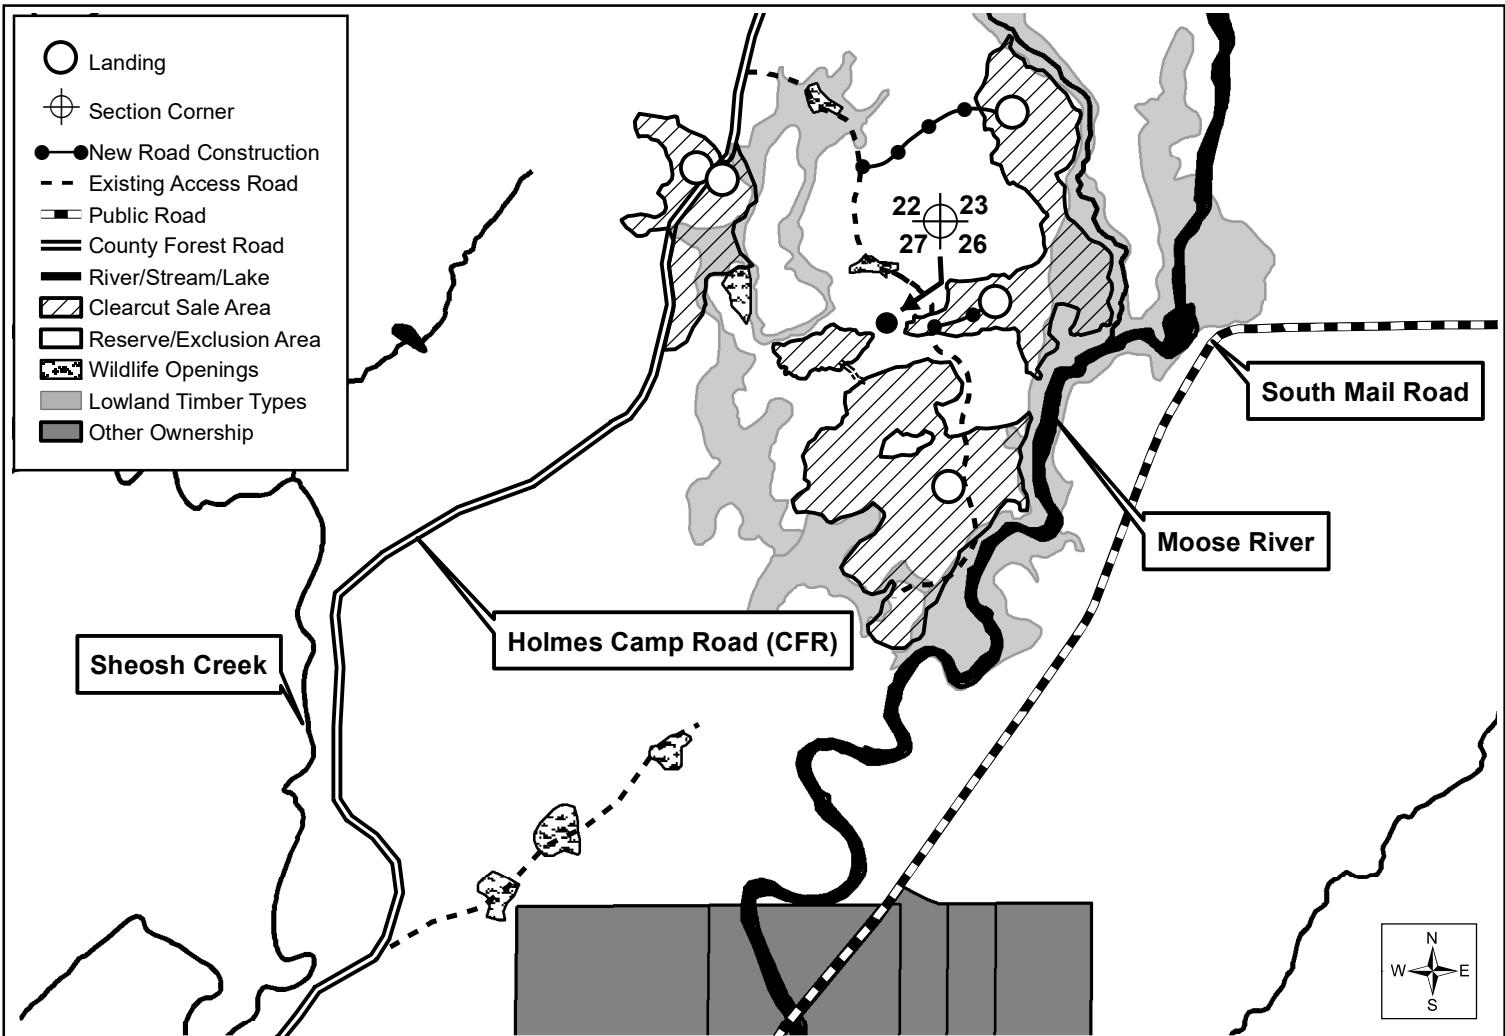 Landing
Section Corner
New Road Construction
Existing Access Road
Public Road
County Forest Road
River/Stream/Lake
Clearcut Sale Area
Reserve/Exclusion Area
Wildlife Openings
Lowland Timber Types
Other Ownership
22 23
27 26
South Mail Road
Moose River
Holmes Camp Road (CFR)
Sheosh Creek
N
W E
S